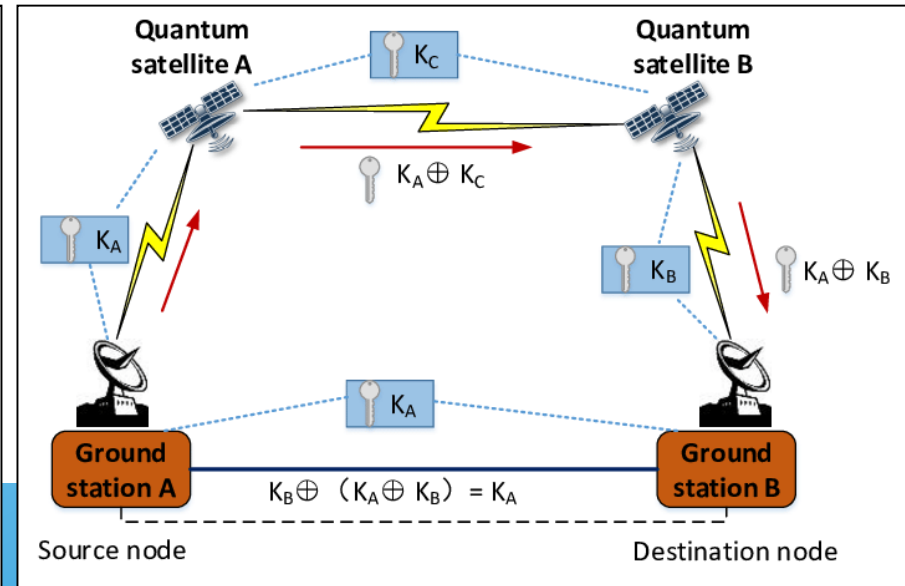 Quantum
satellite A
Quantum
satellite B
K_C
K_A ⊕ K_C
K_A
K_B
K_A ⊕ K_B
K_A
Ground
station A
Ground
station B
K_B ⊕ (K_A ⊕ K_B) = K_A
Source node
Destination node